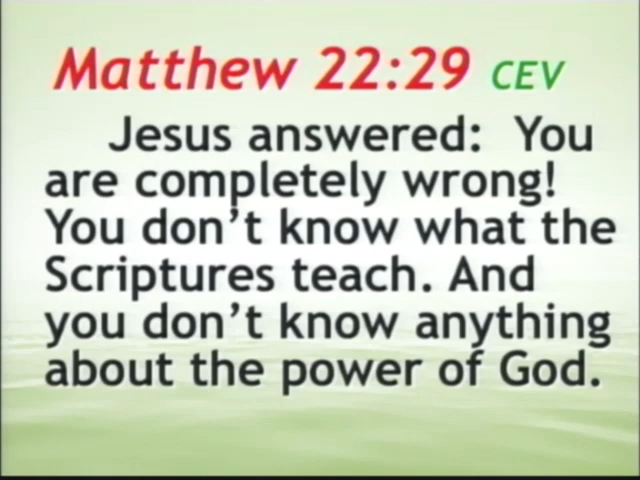 Matthew 22:29 CEV
Jesus answered: You
are completely wrong!
You don't know what the
Scriptures teach. And
you don't know anything
about the power of God.